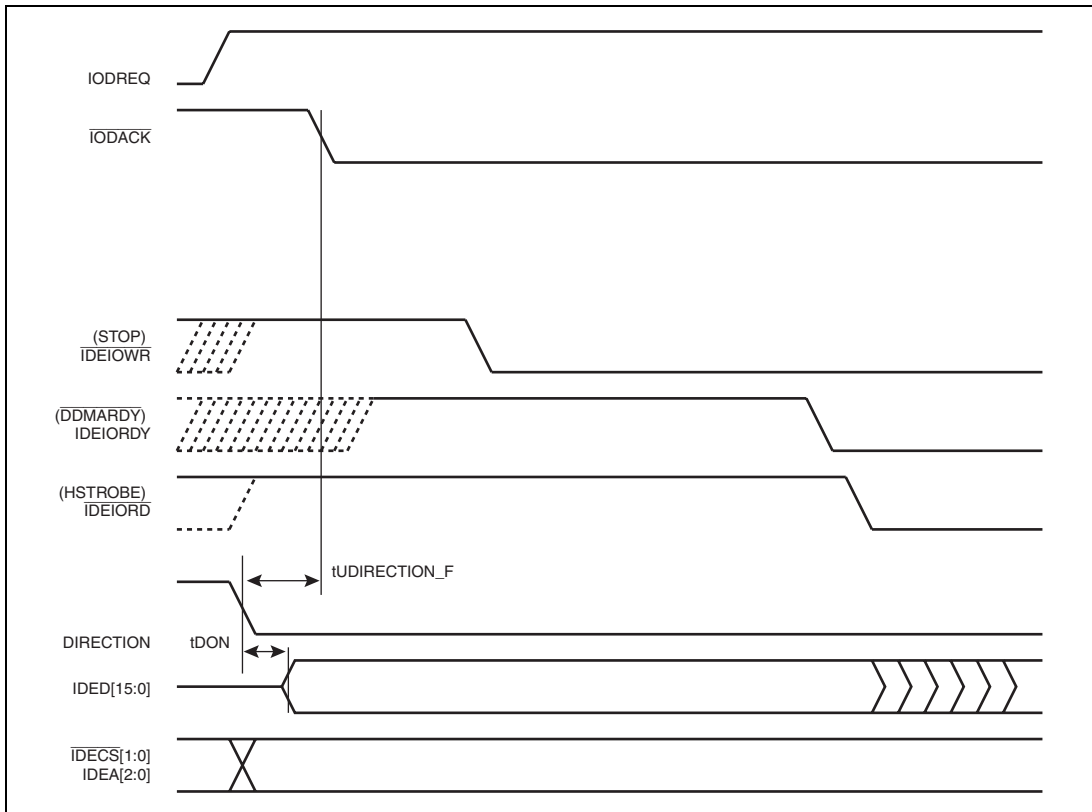 IODREQ
IODACK
(STOP)
IDEIOWR
(DDMARDY)
IDEIORDY
(HSTROBE)
IDEIORD
tUDIRECTION_F
DIRECTION
tDON
IDED[15:0]
IDECS[1:0]
IDEA[2:0]